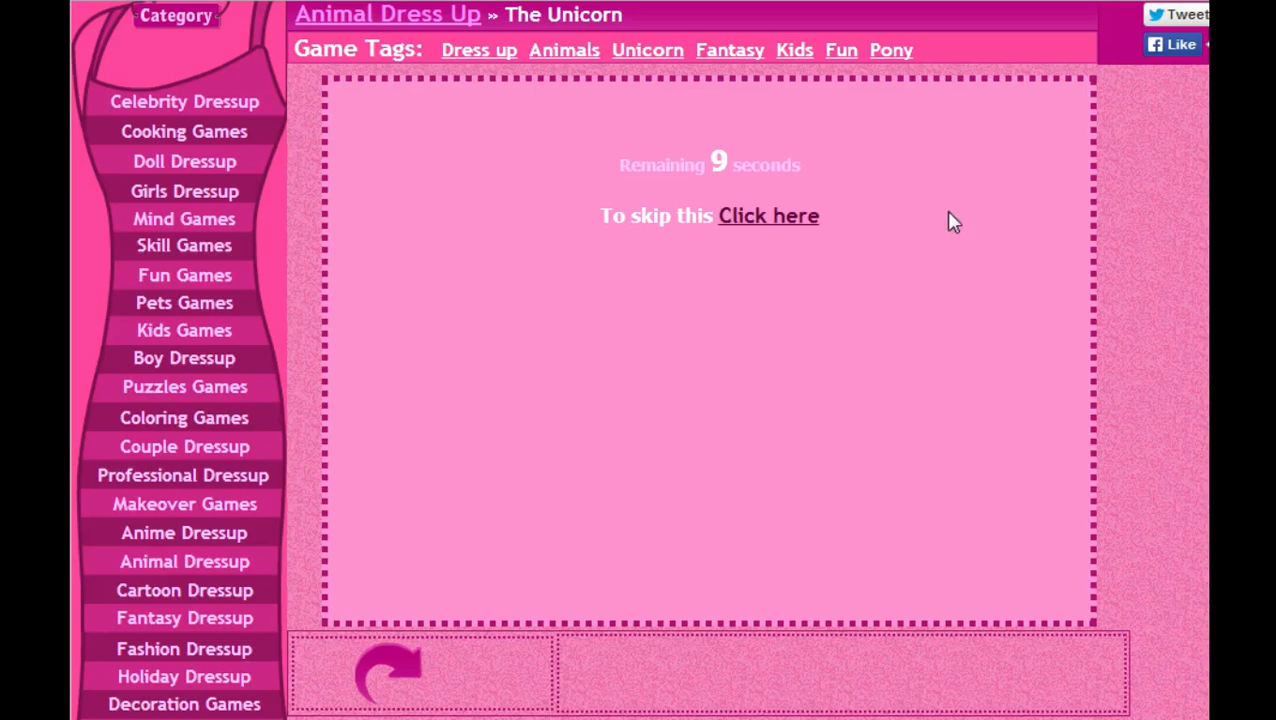 Category
Animal Dress Up » The Unicorn
Tweet
Game Tags: Dress up Animals Unicorn Fantasy Kids Fun Pony
Like
Celebrity Dressup
Cooking Games
Doll Dressup
Girls Dressup
Mind Games
Skill Games
Fun Games
Pets Games
Kids Games
Boy Dressup
Puzzles Games
Coloring Games
Couple Dressup
Professional Dressup
Makeover Games
Anime Dressup
Animal Dressup
Cartoon Dressup
Fantasy Dressup
Fashion Dressup
Holiday Dressup
Decoration Games
Remaining 9 seconds
To skip this Click here